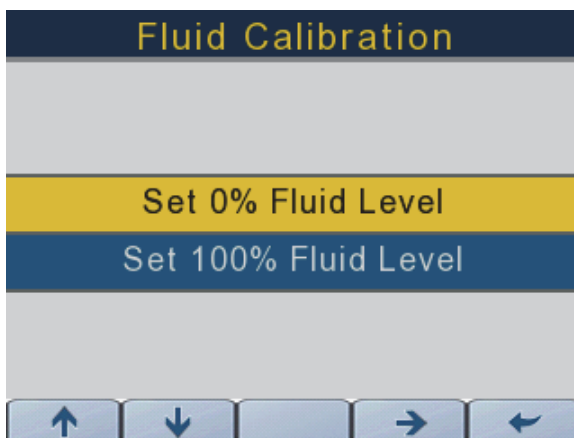 Fluid Calibration
Set 0% Fluid Level
Set 100% Fluid Level